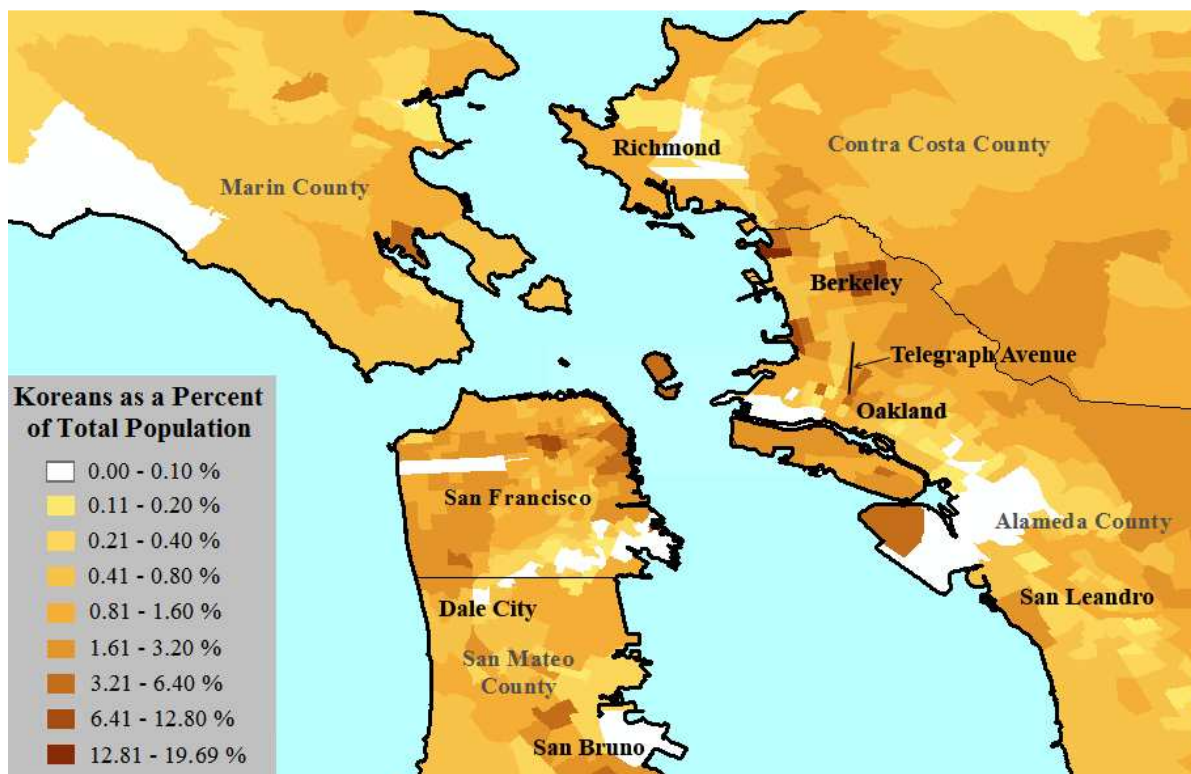 Richmond
Contra Costa County
Marin County
Berkeley
Telegraph Avenue
Oakland
San Francisco
Alameda County
San Leandro
Dale City
San Mateo
County
San Bruno
Koreans as a Percent
of Total Population
0.00 - 0.10 %
0.11 - 0.20 %
0.21 - 0.40 %
0.41 - 0.80 %
0.81 - 1.60 %
1.61 - 3.20 %
3.21 - 6.40 %
6.41 - 12.80 %
12.81 - 19.69 %